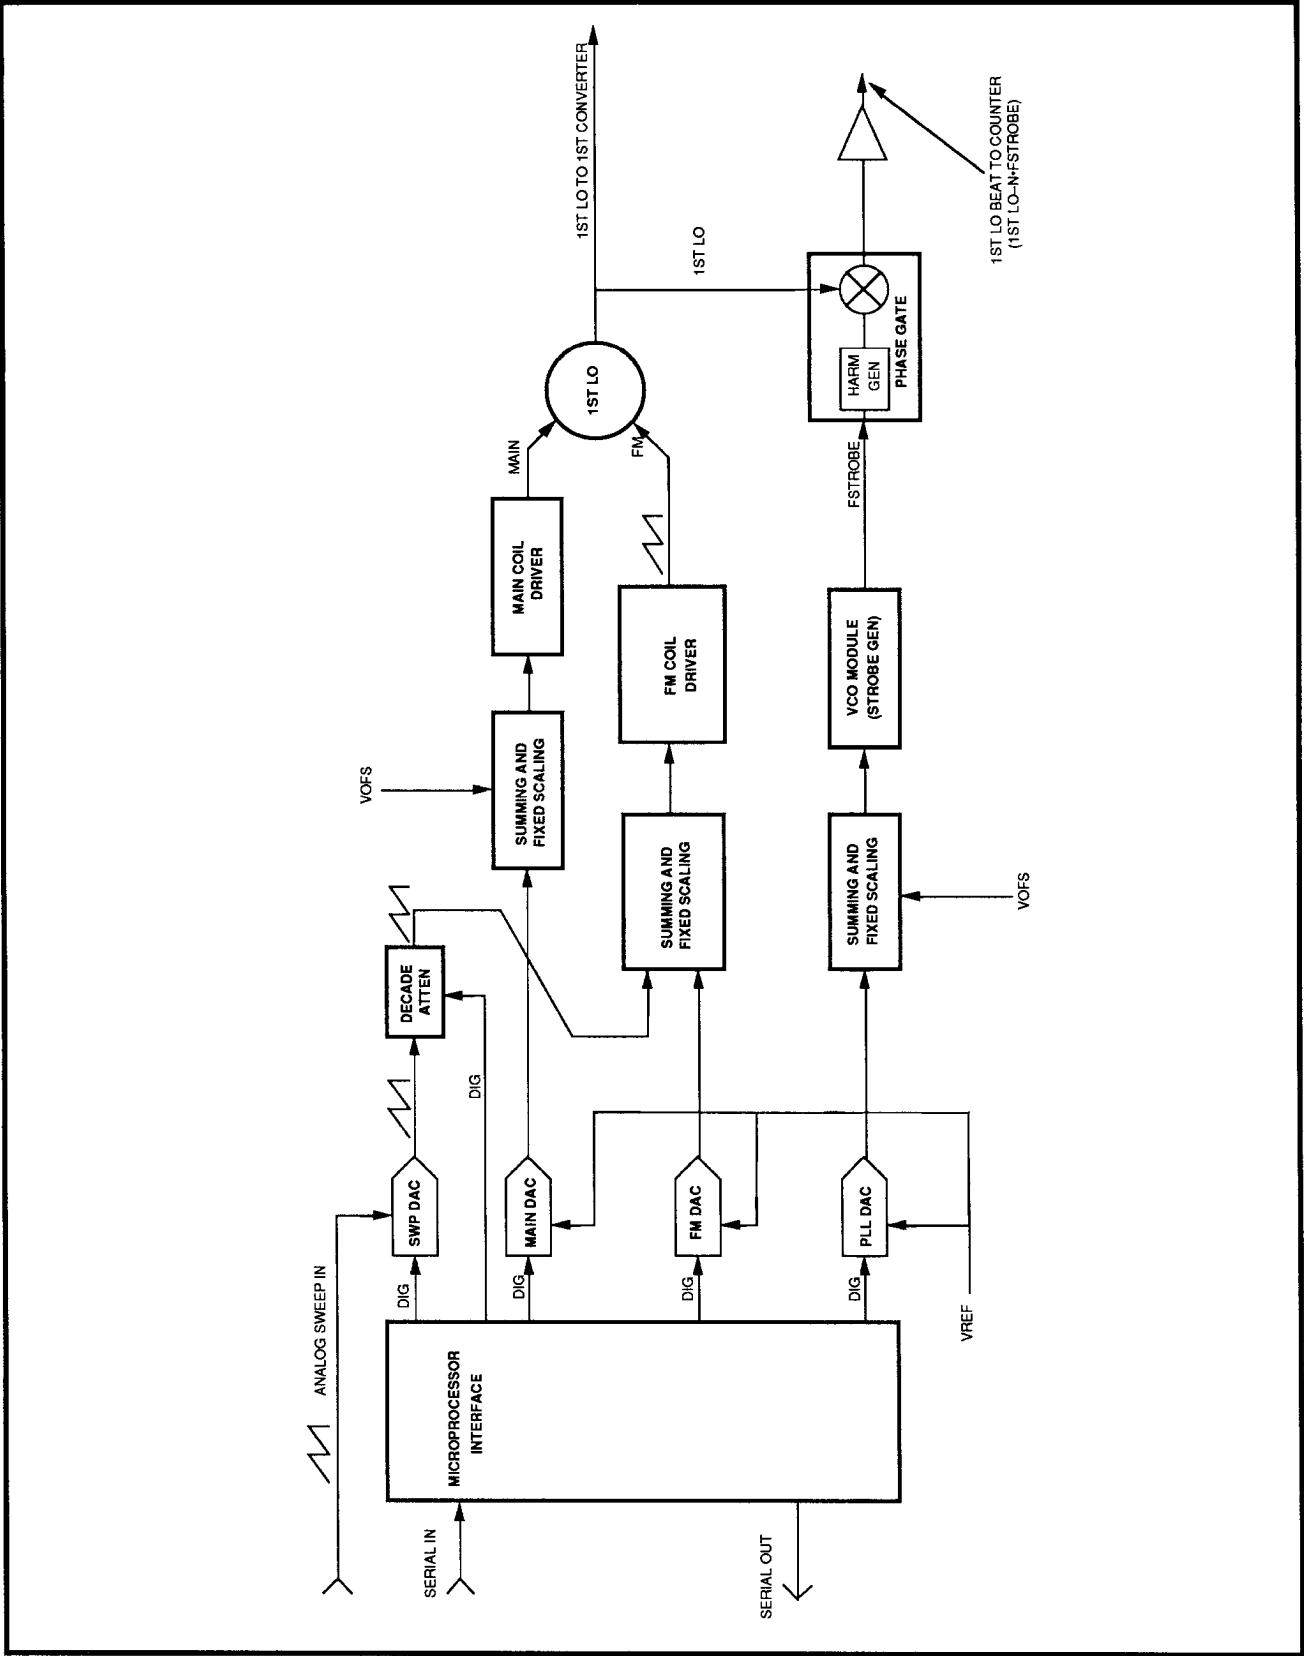 ANALOG SWEEP IN
SERIAL IN
SERIAL OUT
MICROPROCESSOR
INTERFACE
DIG
DIG
DIG
DIG
DIG
SWP DAC
MAIN DAC
FM DAC
PLL DAC
VREF
DECADE
ATTEN
VOFS
SUMMING AND
FIXED SCALING
SUMMING AND
FIXED SCALING
SUMMING AND
FIXED SCALING
VOFS
MAIN COIL
DRIVER
FM COIL
DRIVER
VCO MODULE
(STROBE GEN)
MAIN
FM
FSTROBE
1ST LO
1ST LO TO 1ST CONVERTER
1ST LO
HARM
GEN
PHASE GATE
1ST LO BEAT TO COUNTER
(1ST LO–N•FSTROBE)